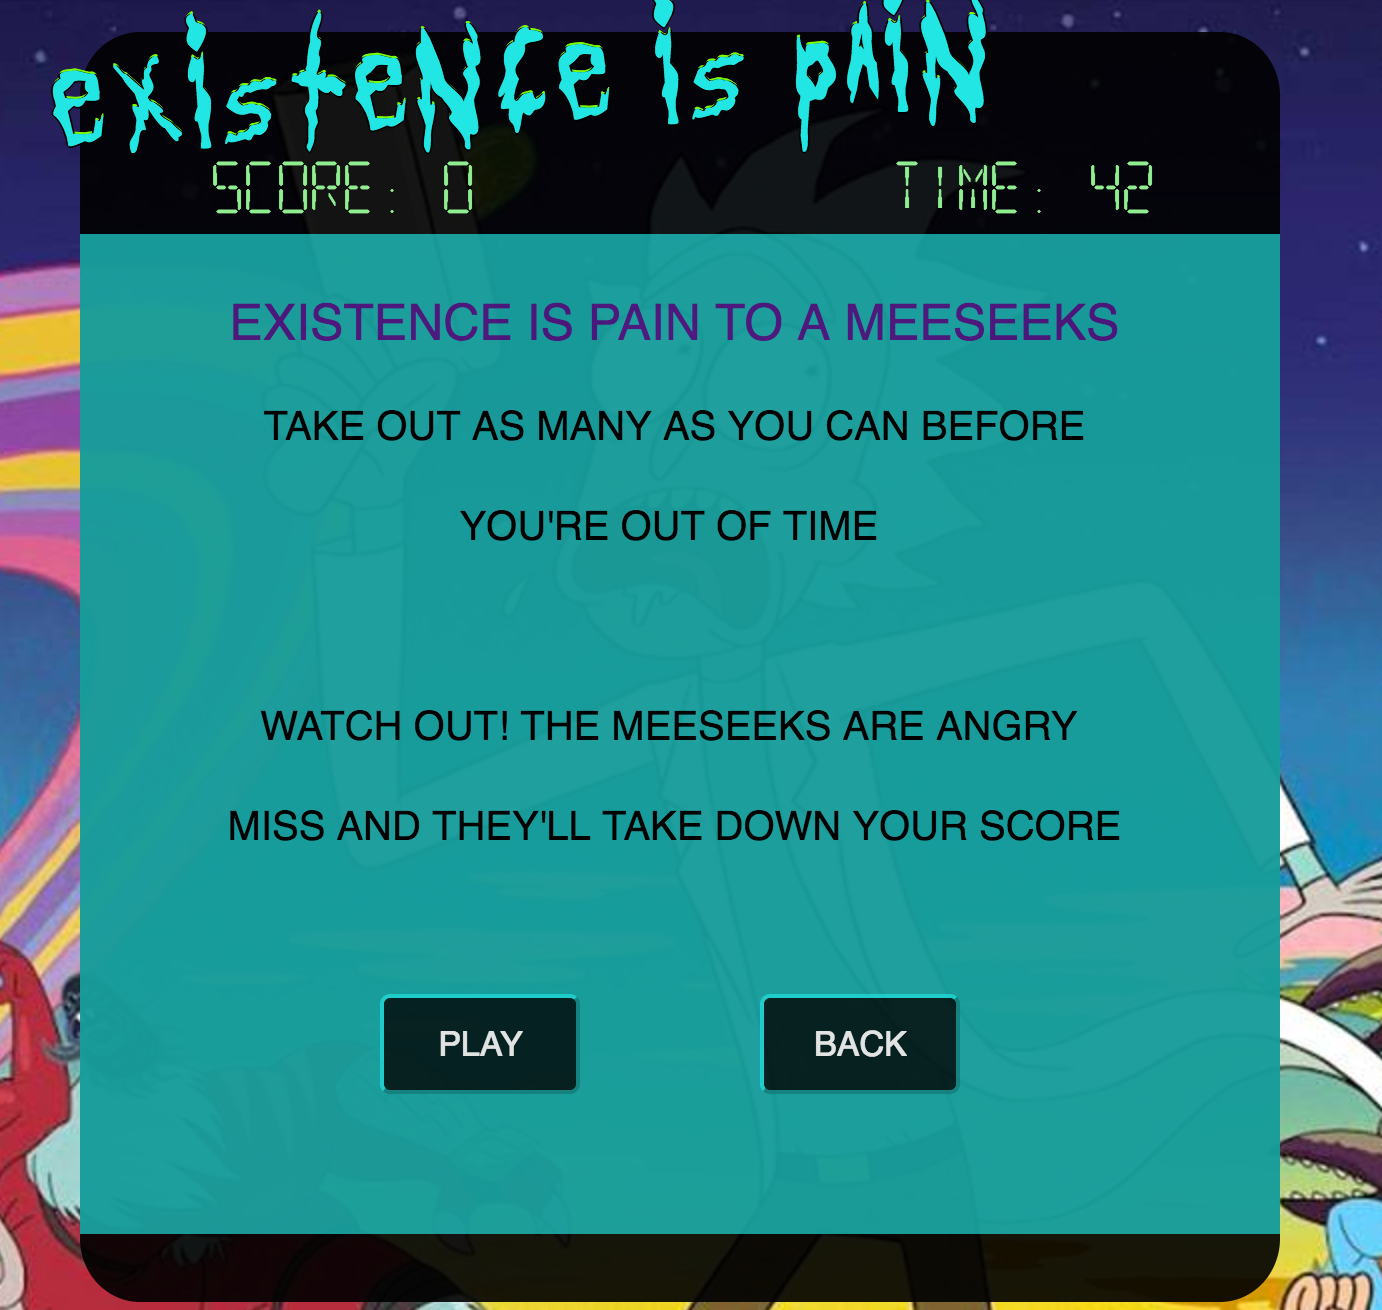 existeNce is pAiN
SCORE: 0 TIME: 42
EXISTENCE IS PAIN TO A MEESEEKS
TAKE OUT AS MANY AS YOU CAN BEFORE
YOU'RE OUT OF TIME
WATCH OUT! THE MEESEEKS ARE ANGRY
MISS AND THEY'LL TAKE DOWN YOUR SCORE
PLAY BACK